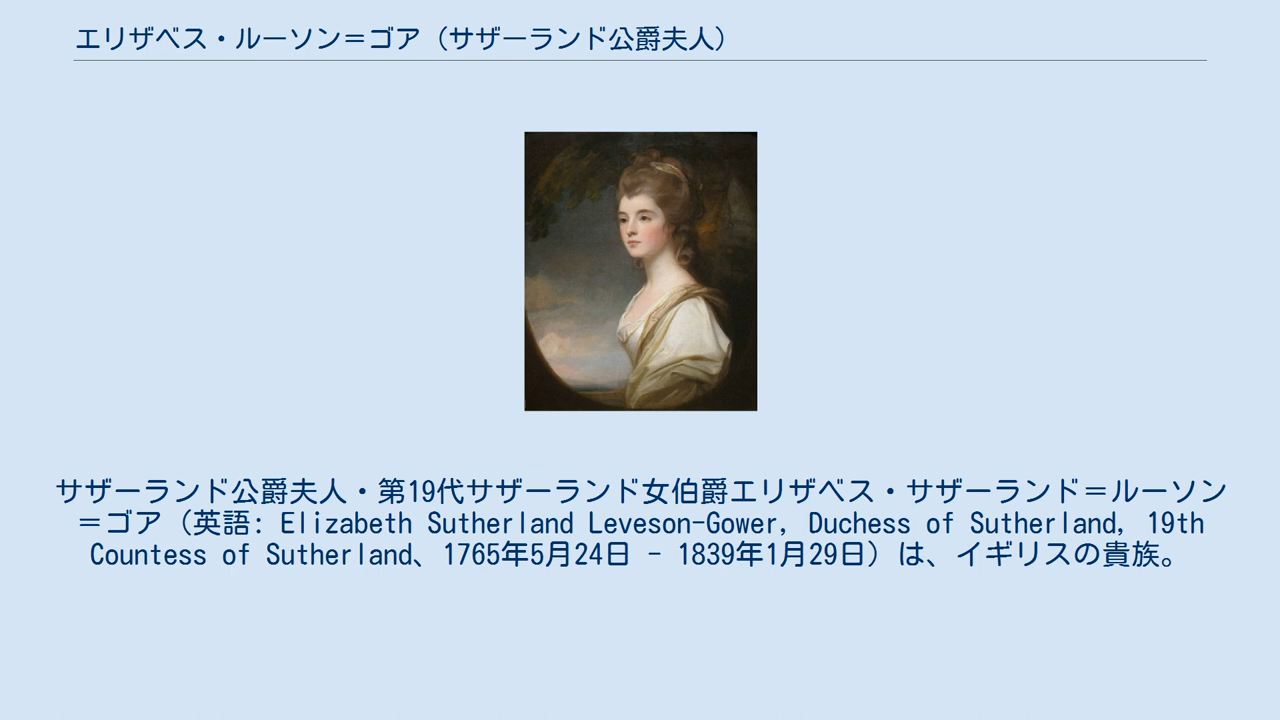 エリザベス・ルーソン＝ゴア（サザーランド公爵夫人）
サザーランド公爵夫人・第19代サザーランド女伯爵エリザベス・サザーランド＝ルーソン
＝ゴア（英語: Elizabeth Sutherland Leveson-Gower, Duchess of Sutherland, 19th
Countess of Sutherland、1765年5月24日 - 1839年1月29日）は、イギリスの貴族。